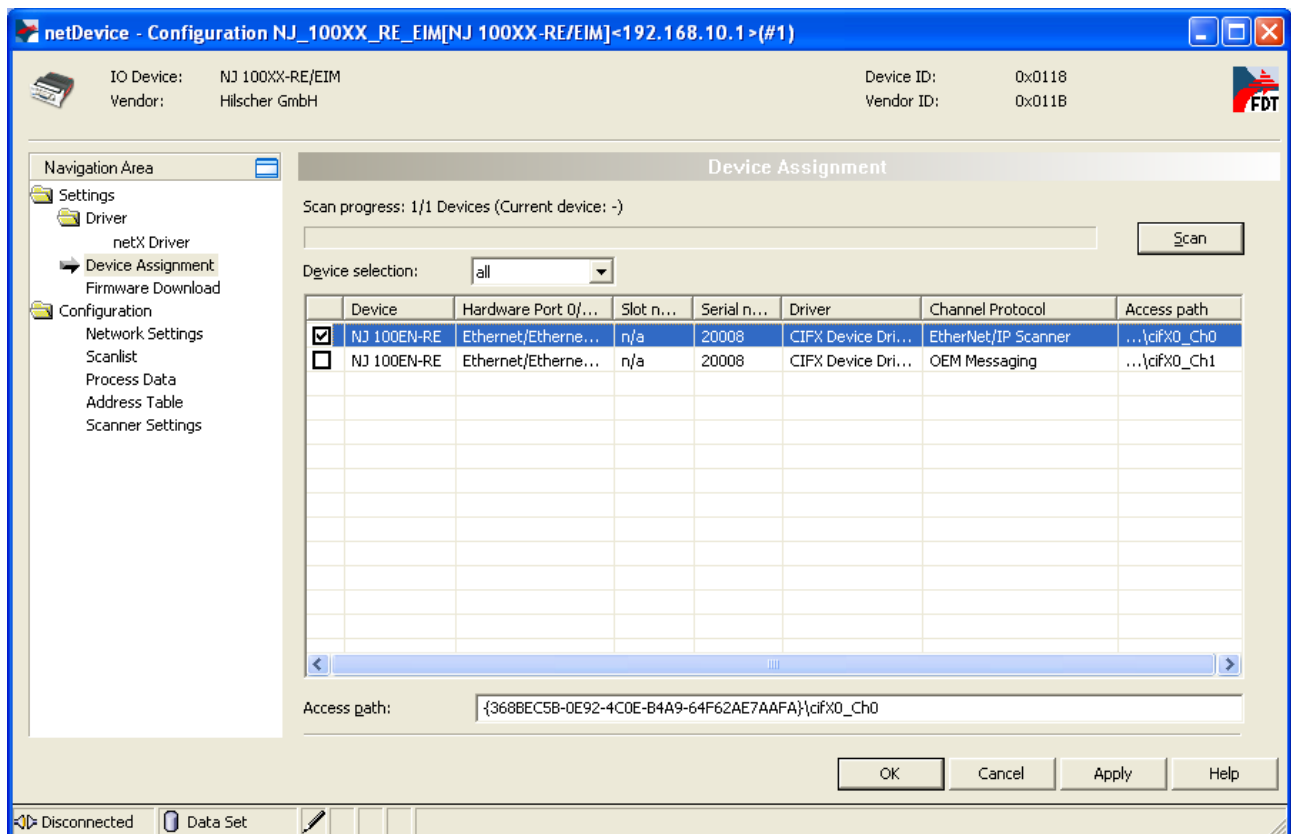 netDevice - Configuration NJ_100XX_RE_EIM[NJ 100XX-RE/EIM]<192.168.10.1>(#1)
IO Device: NJ 100XX-RE/EIM Device ID: 0x0118
Vendor: Hilscher GmbH Vendor ID: 0x011B
FDT
Navigation Area
Settings
Driver
netX Driver
Device Assignment
Firmware Download
Configuration
Network Settings
Scanlist
Process Data
Address Table
Scanner Settings
Device Assignment
Scan progress: 1/1 Devices (Current device: -)
Scan
Device selection: all
Device Hardware Port 0/... Slot n... Serial n... Driver Channel Protocol Access path
NJ 100EN-RE Ethernet/Etherne... n/a 20008 CIFX Device Dri... EtherNet/IP Scanner ...\cifX0_Ch0
NJ 100EN-RE Ethernet/Etherne... n/a 20008 CIFX Device Dri... OEM Messaging ...\cifX0_Ch1
Access path: {368BEC5B-0E92-4C0E-B4A9-64F62AE7AAFA}\cifX0_Ch0
OK Cancel Apply Help
Disconnected Data Set